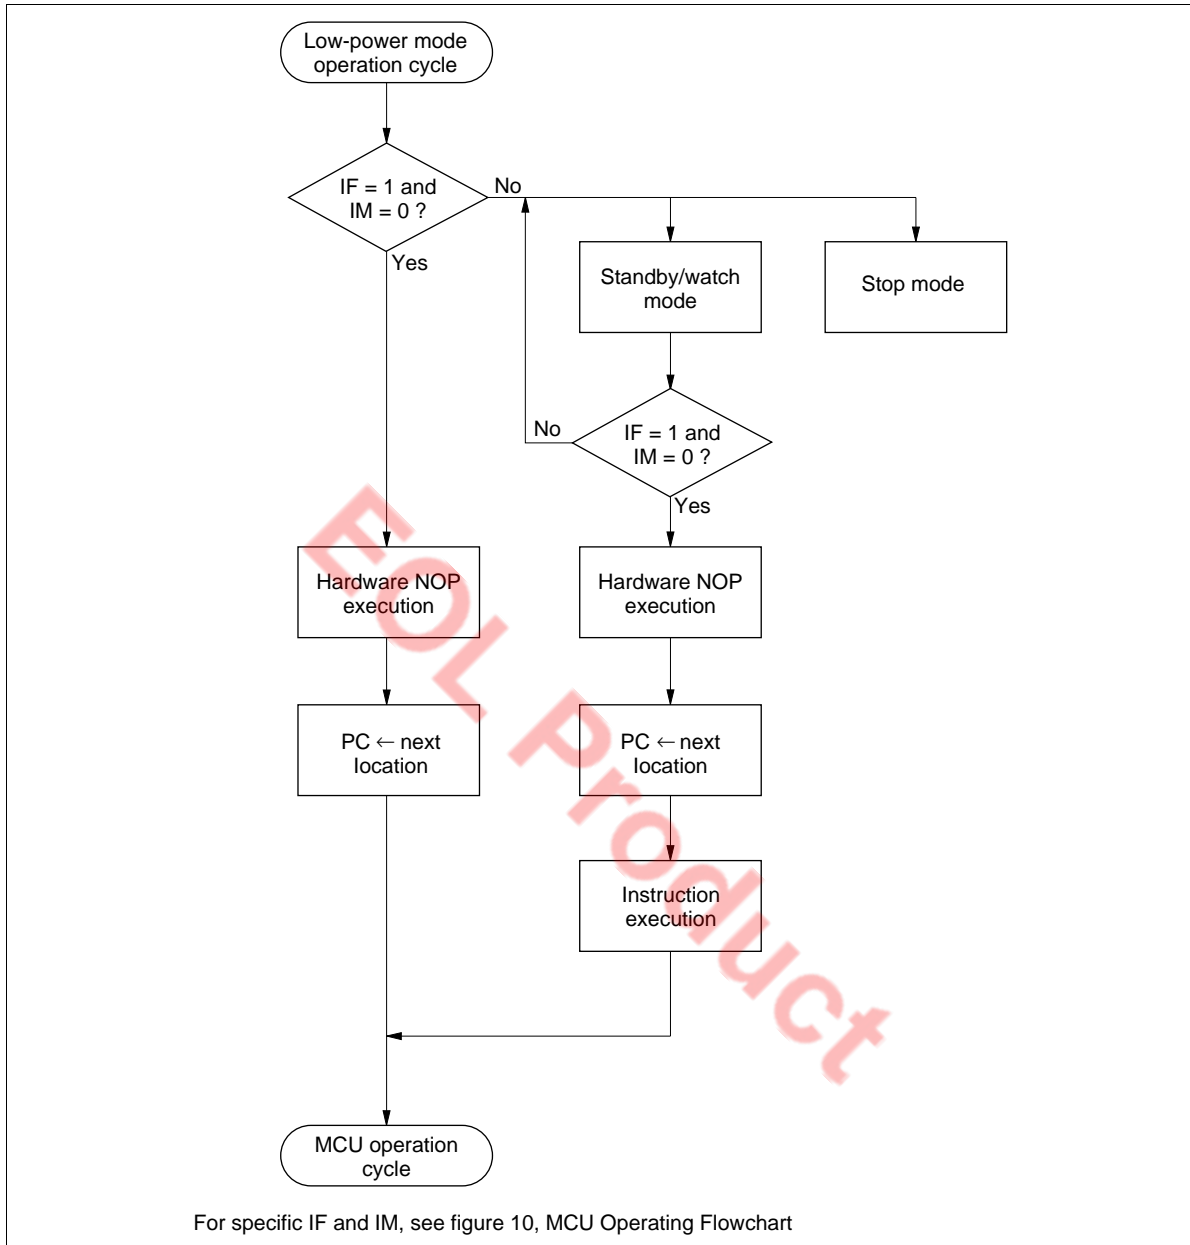 Low-power mode
operation cycle
IF = 1 and
IM = 0 ?
No
Yes
Standby/watch
mode
Stop mode
No
IF = 1 and
IM = 0 ?
Yes
Hardware NOP
execution
Hardware NOP
execution
PC ← next
location
PC ← next
location
Instruction
execution
MCU operation
cycle
For specific IF and IM, see figure 10, MCU Operating Flowchart
EOL Product